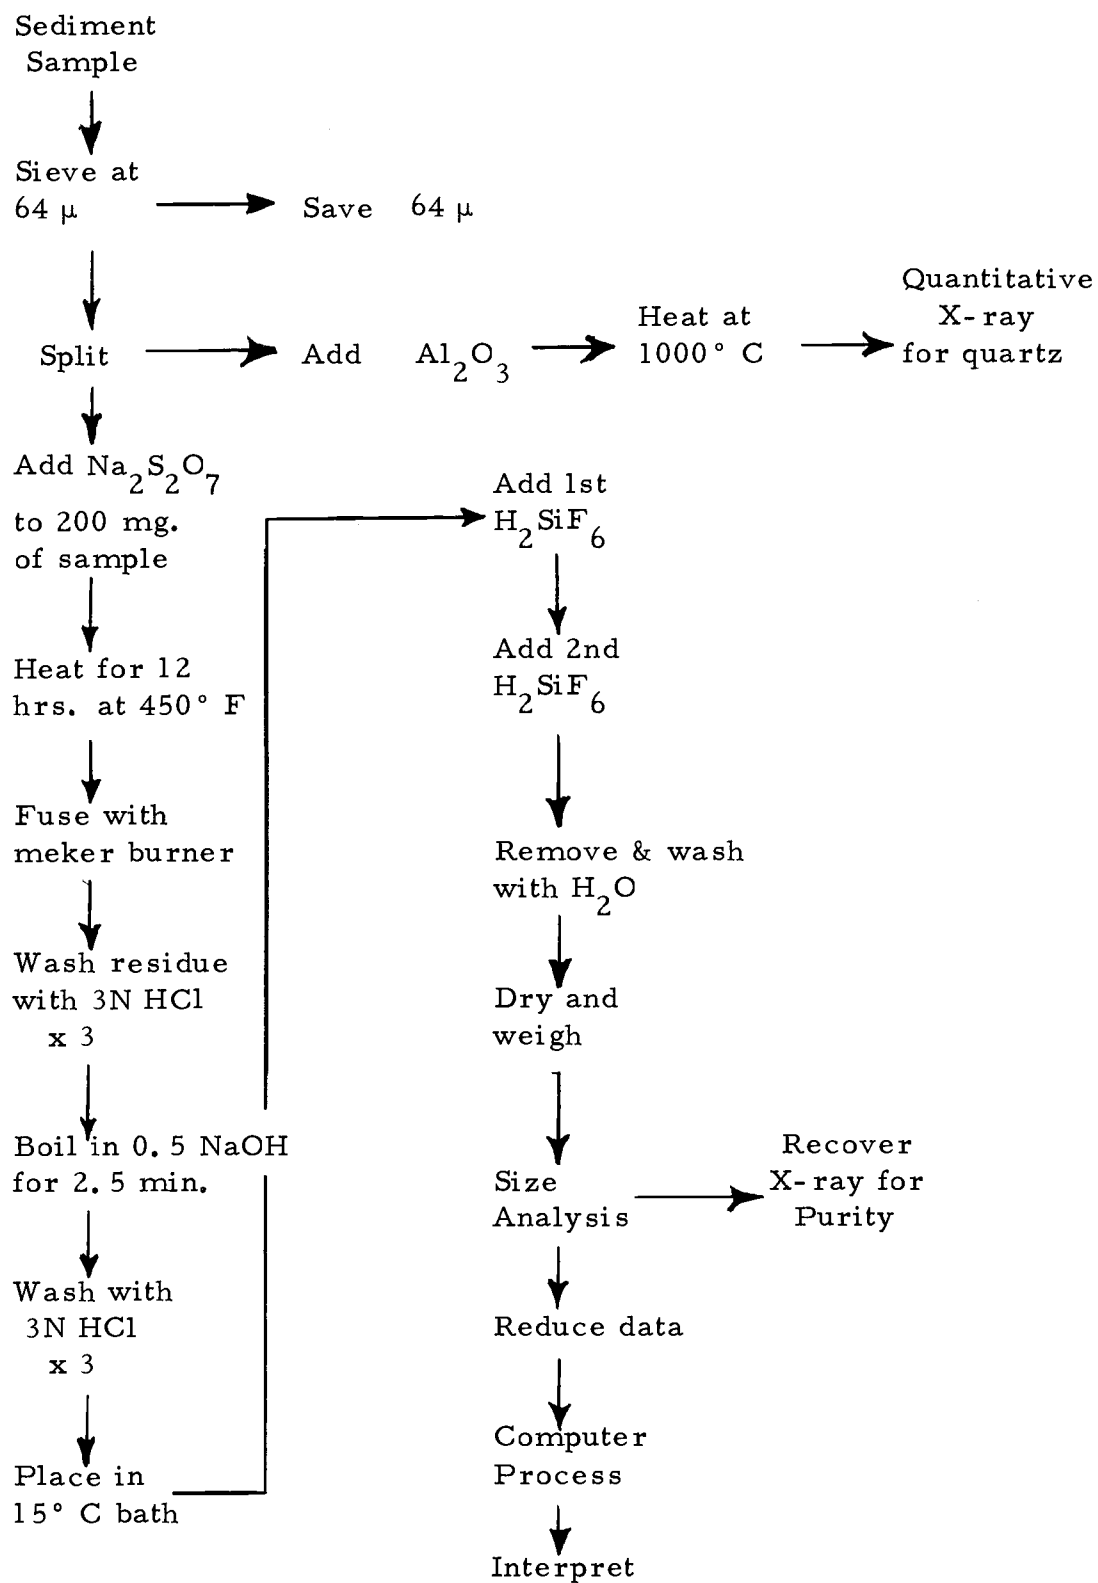 Sediment
Sample
Sieve at
64 μ
Save 64 μ
Split
Add Al₂O₃
Heat at
1000° C
Quantitative
X-ray
for quartz
Add Na₂S₂O₇
to 200 mg.
of sample
Heat for 12
hrs. at 450° F
Fuse with
meker burner
Wash residue
with 3N HCl
x 3
Boil in 0.5 NaOH
for 2.5 min.
Wash with
3N HCl
x 3
Place in
15° C bath
Add 1st
H₂SiF₆
Add 2nd
H₂SiF₆
Remove & wash
with H₂O
Dry and
weigh
Size
Analysis
Recover
X-ray for
Purity
Reduce data
Computer
Process
Interpret